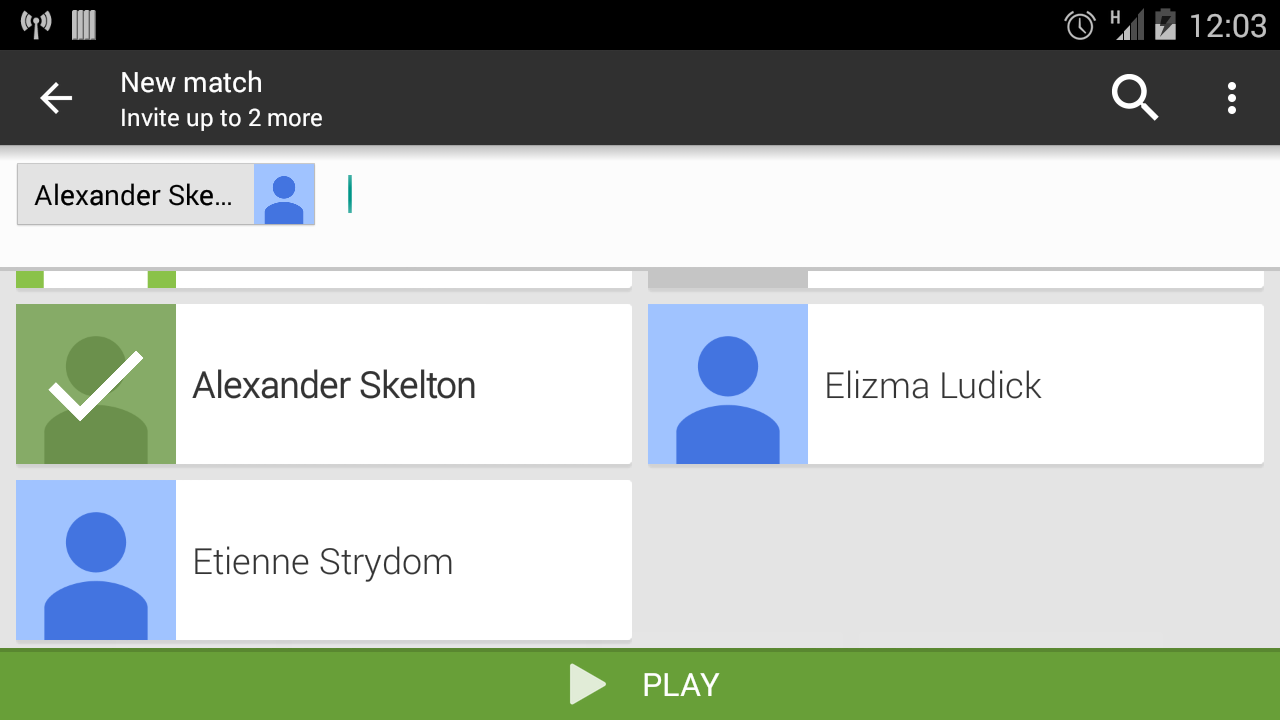 H
12:03
New match
Invite up to 2 more
Alexander Ske...
Alexander Skelton
Elizma Ludick
Etienne Strydom
PLAY